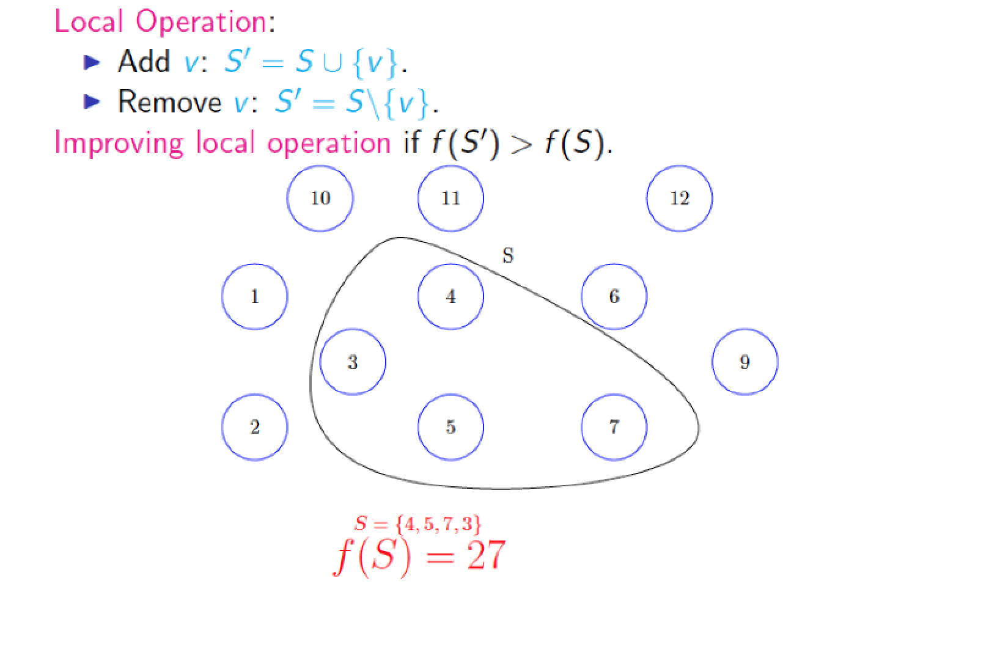 Local Operation:
▶ Add v: S′ = S ∪ {v}.
▶ Remove v: S′ = S\{v}.
Improving local operation if f(S′) > f(S).
10 11 12
S
1 4 6
3 9
2 5 7
S = {4, 5, 7, 3}
f(S) = 27